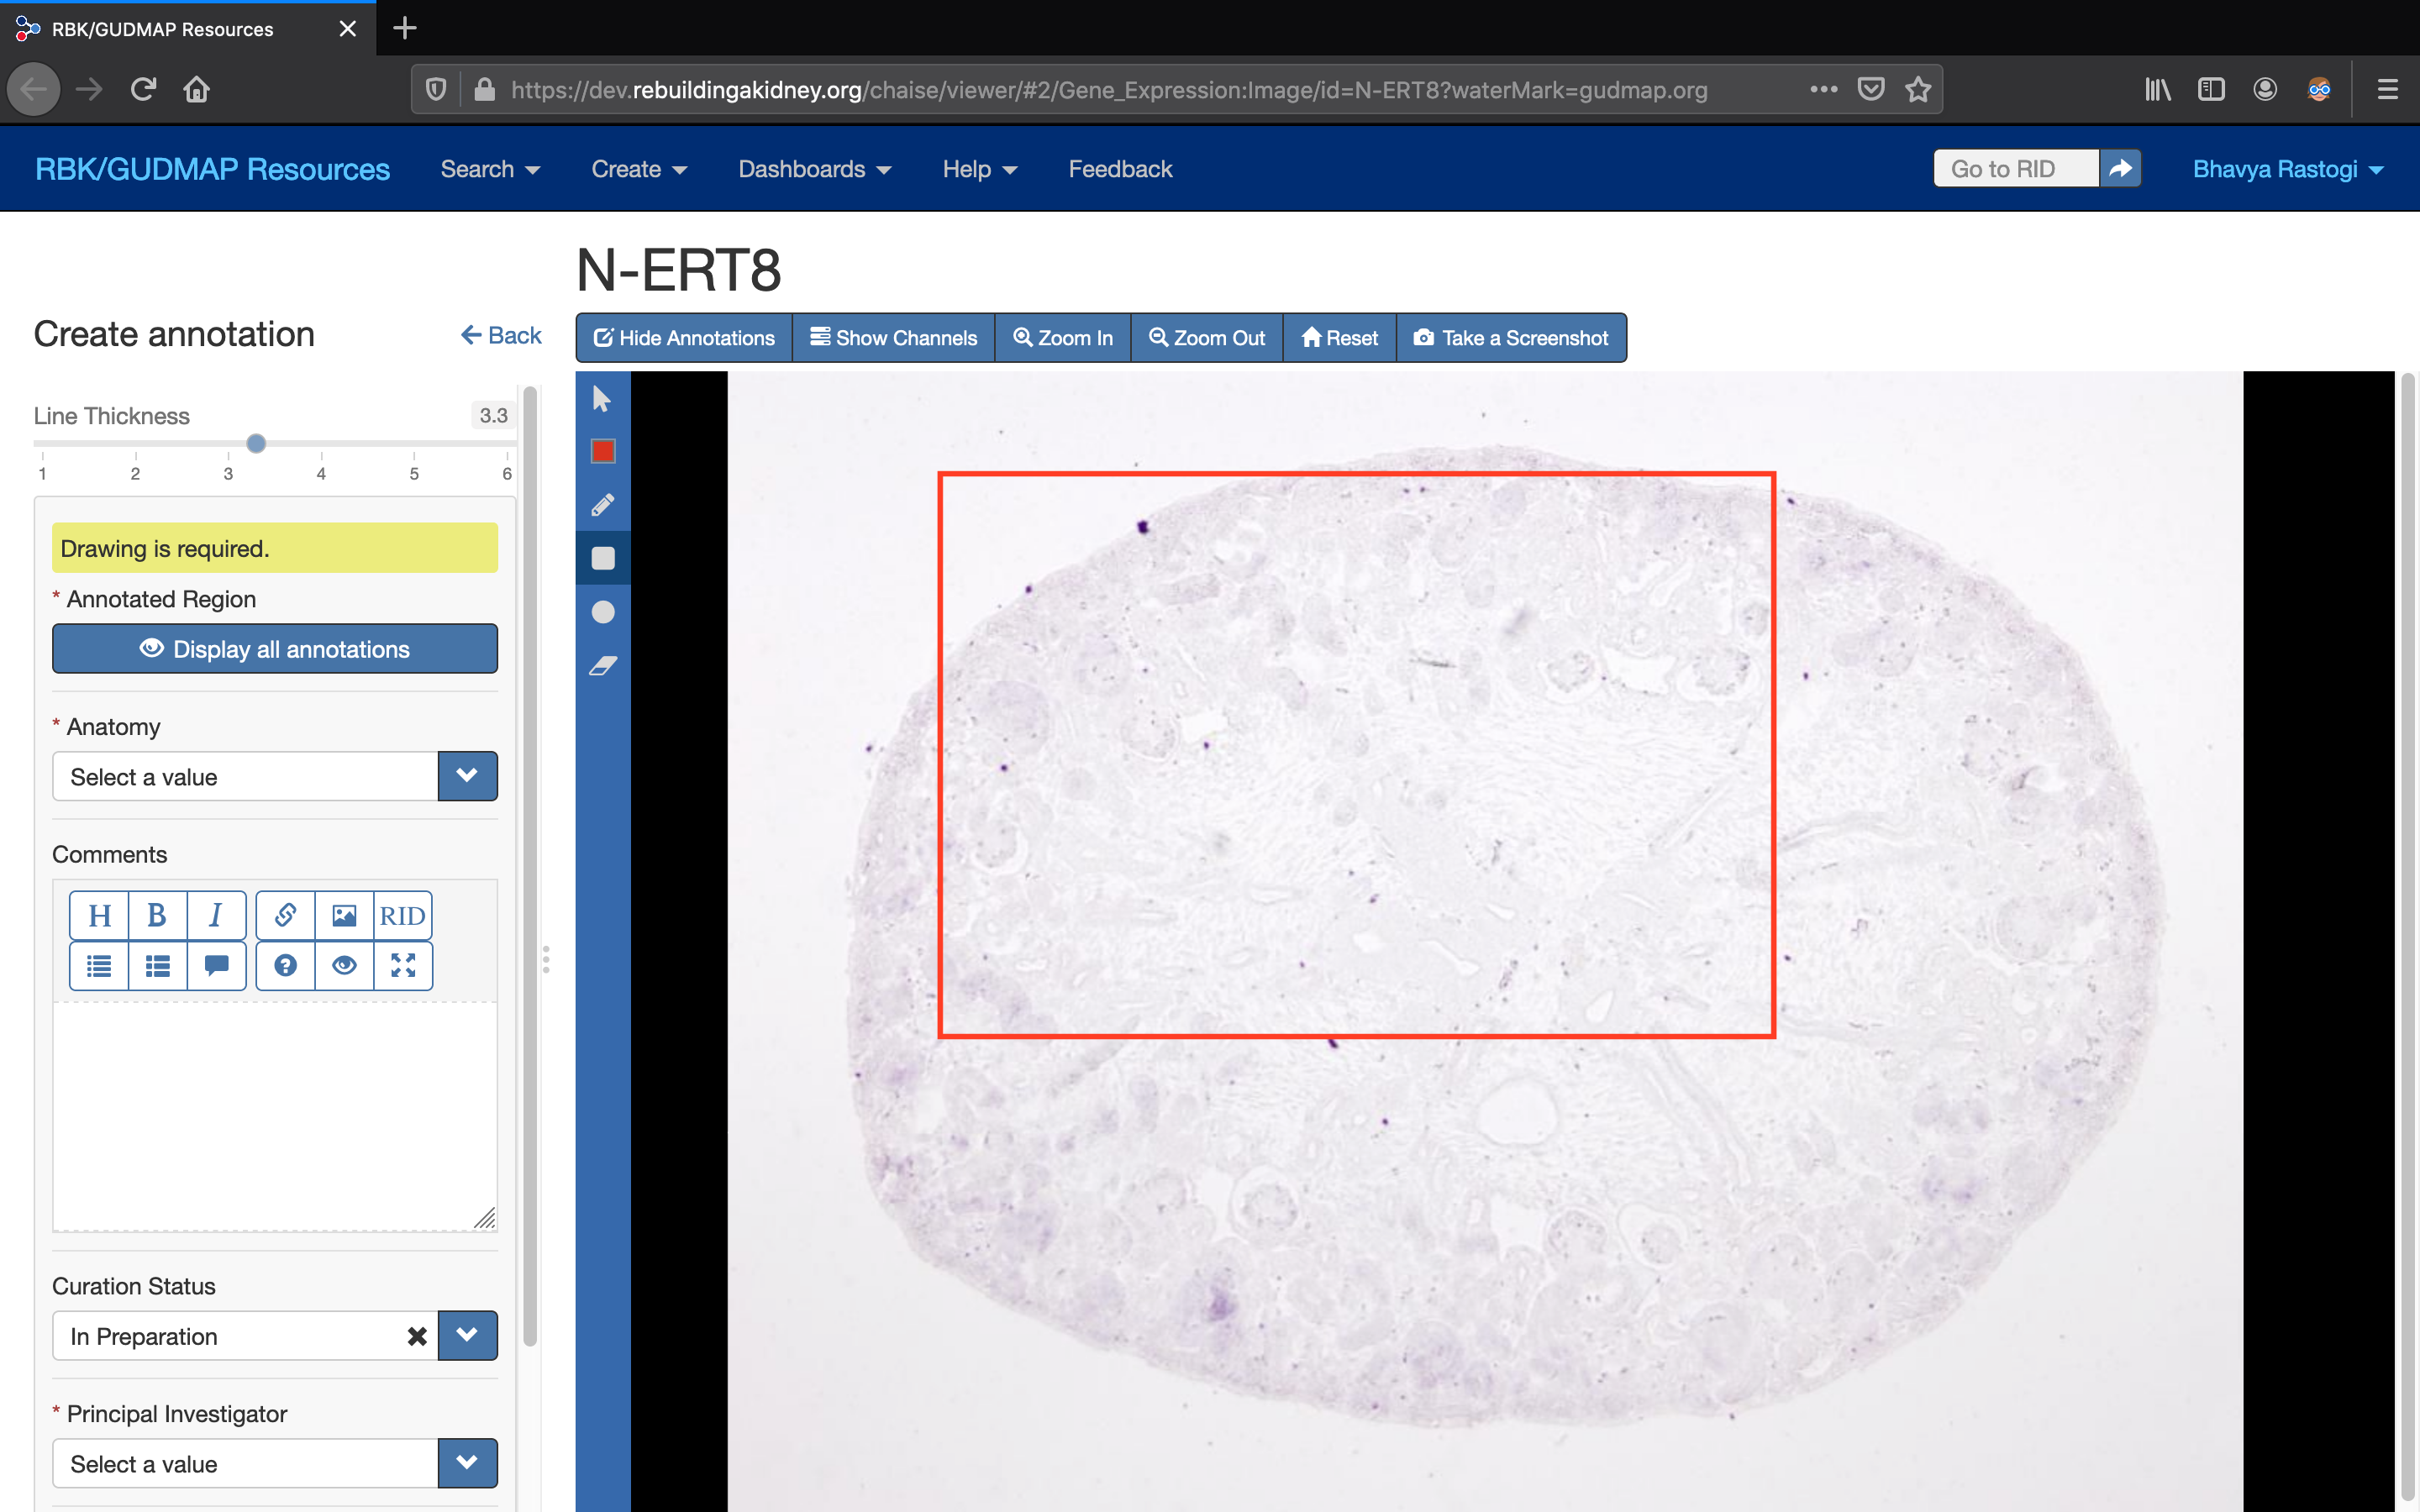 RBK/GUDMAP Resources
https://dev.rebuildingakidney.org/chaise/viewer/#2/Gene_Expression:Image/id=N-ERT8?waterMark=gudmap.org
RBK/GUDMAP Resources Search Create Dashboards Help Feedback Go to RID Bhavya Rastogi
N-ERT8
Create annotation Back
Hide Annotations Show Channels Zoom In Zoom Out Reset Take a Screenshot
Line Thickness 3.3
1 2 3 4 5 6
Drawing is required.
* Annotated Region
Display all annotations
* Anatomy
Select a value
Comments
H B I RID
Curation Status
In Preparation
* Principal Investigator
Select a value